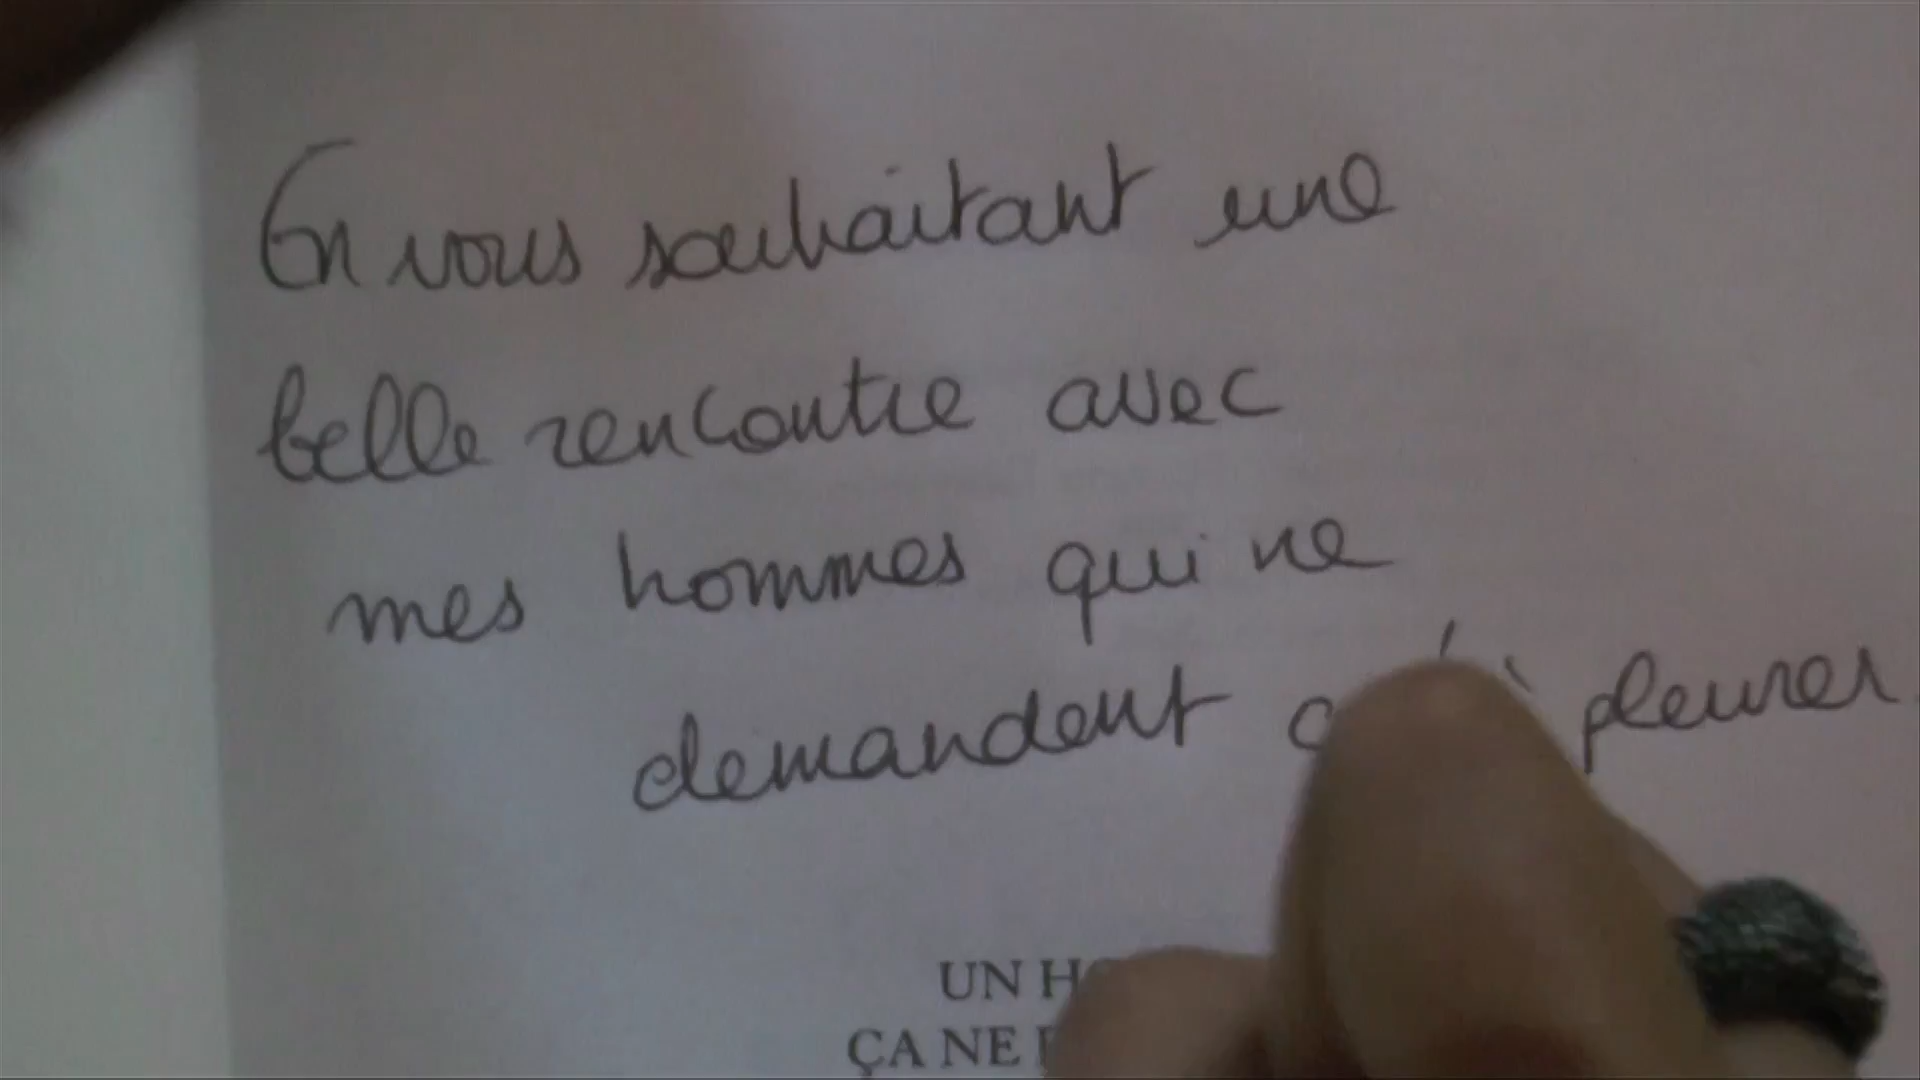 En vous souhaitant une
belle rencontre avec
mes hommes qui ne
demandent à pleurer.
UN
ÇA NE